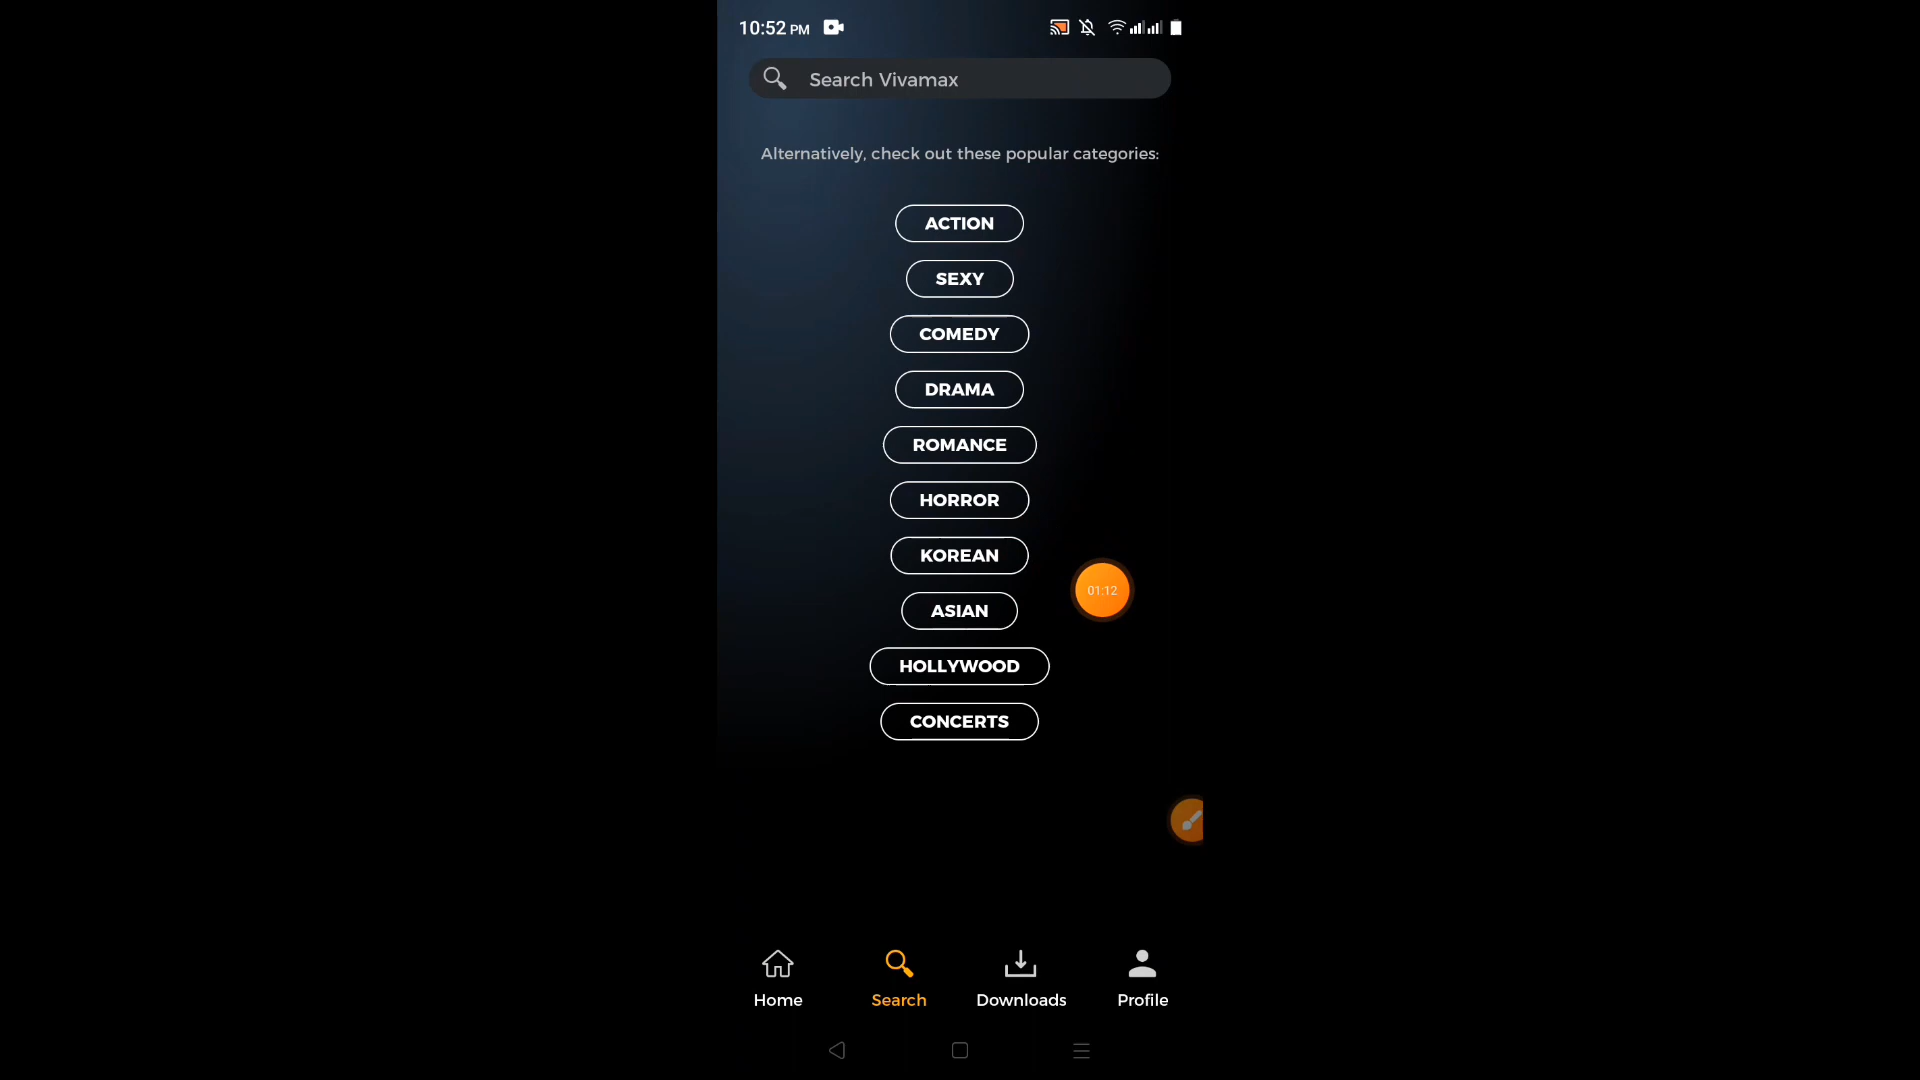 10:52 PM
Search Vivamax
Alternatively, check out these popular categories:
ACTION
SEXY
COMEDY
DRAMA
ROMANCE
HORROR
KOREAN
01:12
ASIAN
HOLLYWOOD
CONCERTS
Home Search Downloads Profile